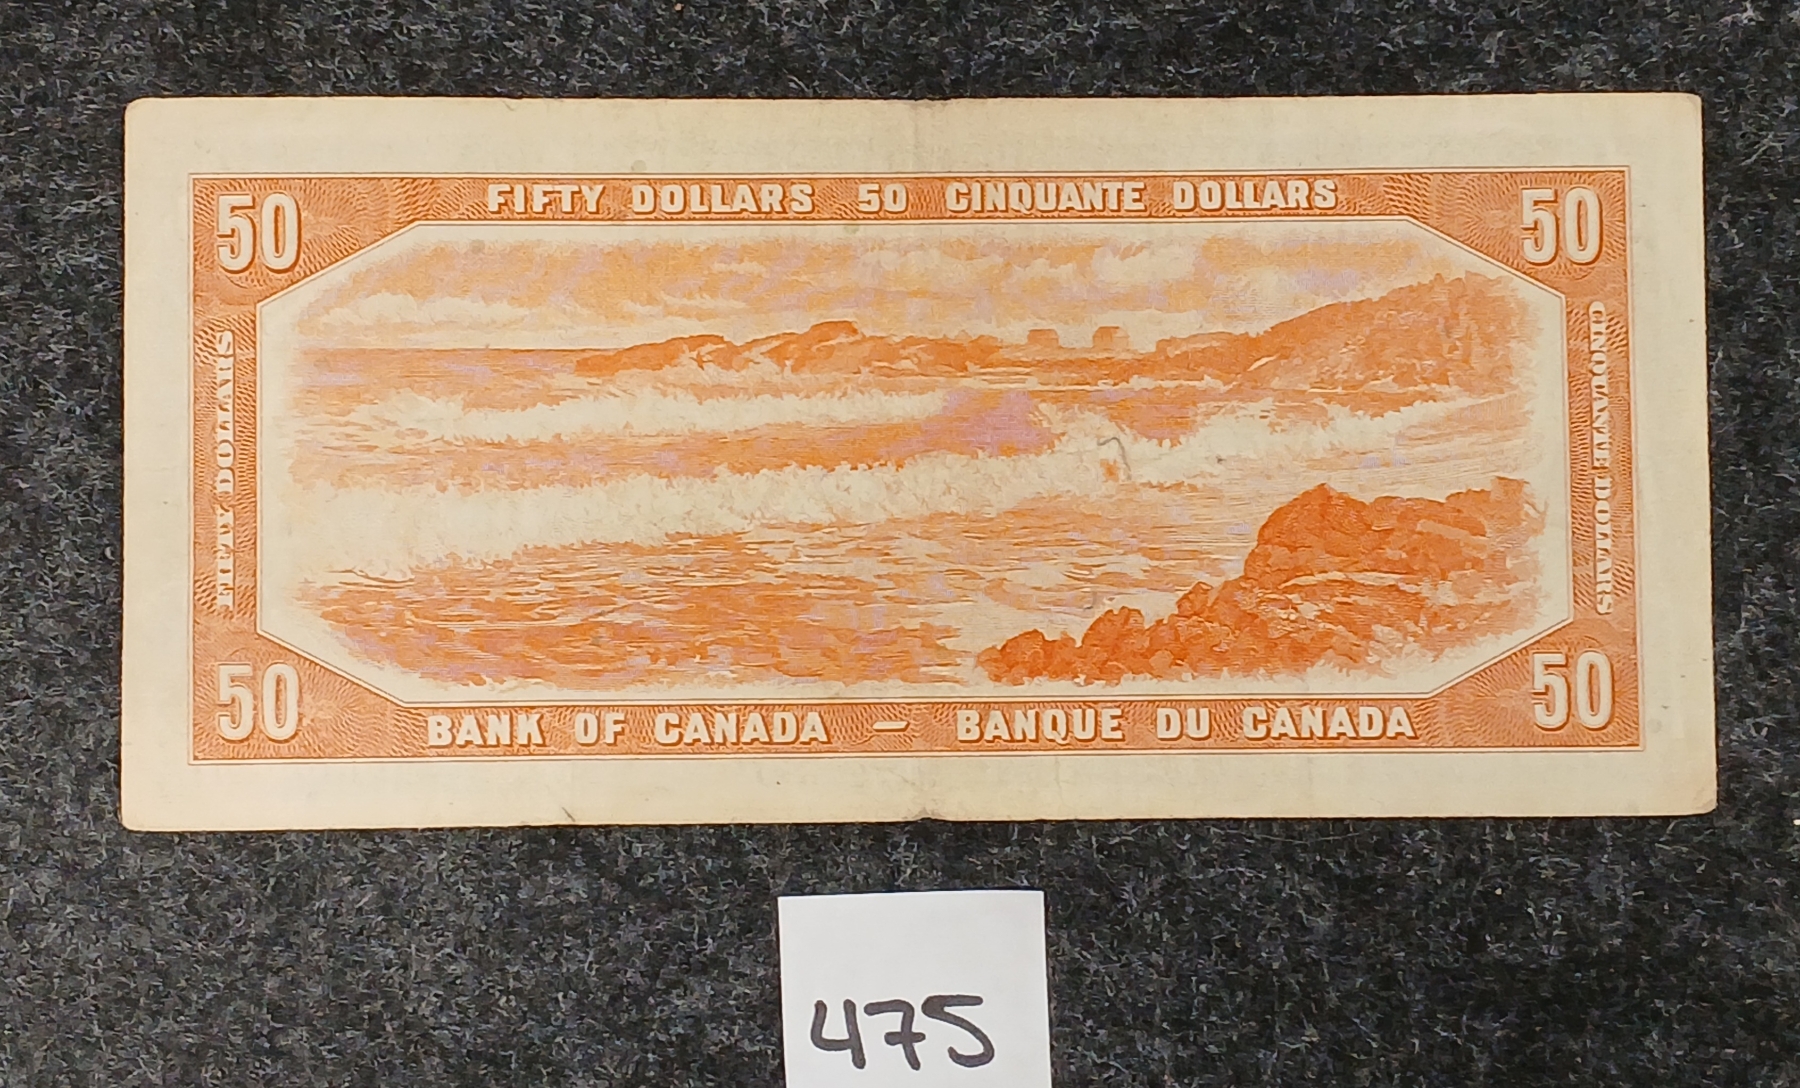 FIFTY DOLLARS 50 CINQUANTE DOLLARS
50
50
FIFTY DOLLARS
CINQUANTE DOLLARS
50
50
BANK OF CANADA — BANQUE DU CANADA
475